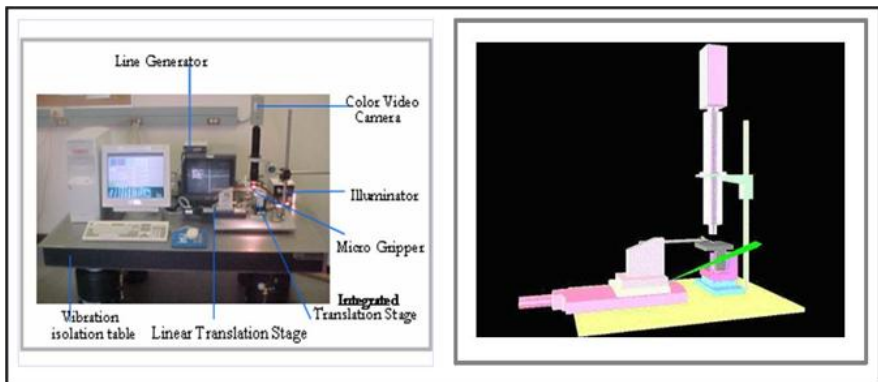 Line Generator
Color Video
Camera
Illuminator
Micro Gripper
Integrated
Translation Stage
Linear Translation Stage
Vibration
isolation table